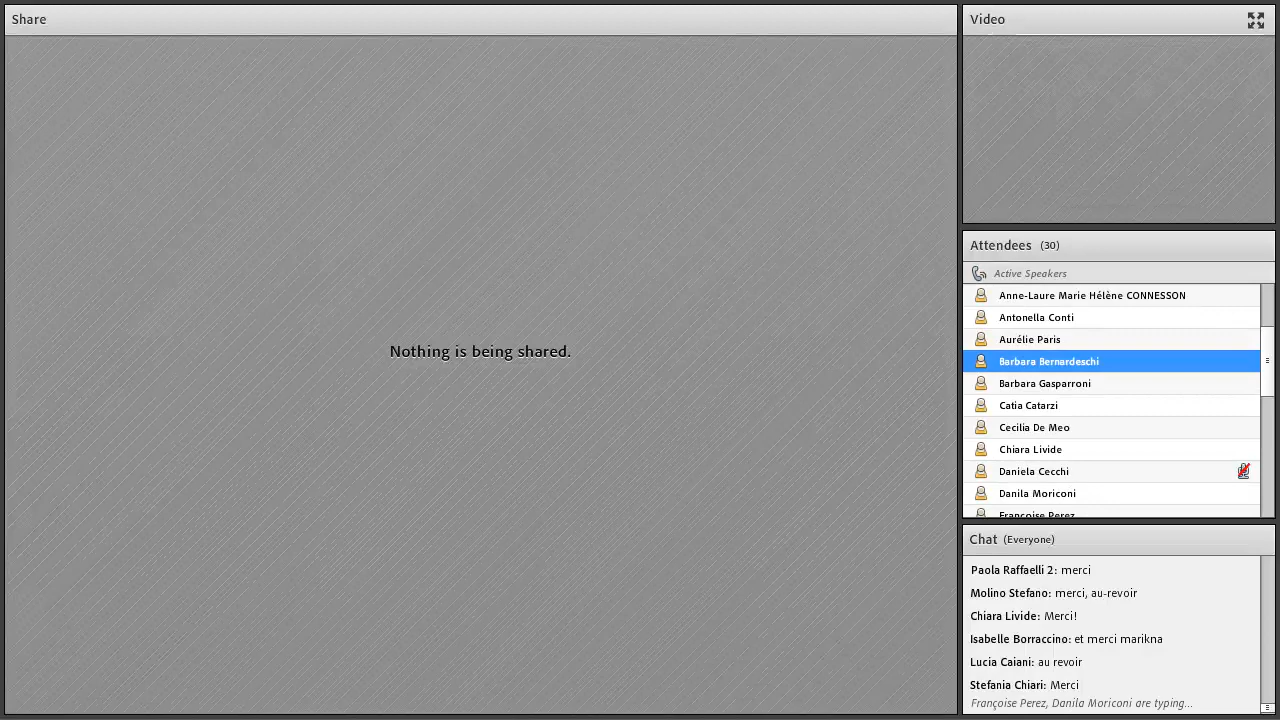 Share
Nothing is being shared.
Video
Attendees (30)
Active Speakers
Anne-Laure Marie Hélène CONNESSON
Antonella Conti
Aurélie Paris
Barbara Bernardeschi
Barbara Gasparroni
Catia Catarzi
Cecilia De Meo
Chiara Livide
Daniela Cecchi
Danila Moriconi
Françoise Perez
Chat (Everyone)
Paola Raffaelli 2: merci
Molino Stefano: merci, au-revoir
Chiara Livide: Merci!
Isabelle Borraccino: et merci marikna
Lucia Caiani: au revoir
Stefania Chiari: Merci
Françoise Perez, Danila Moriconi are typing...